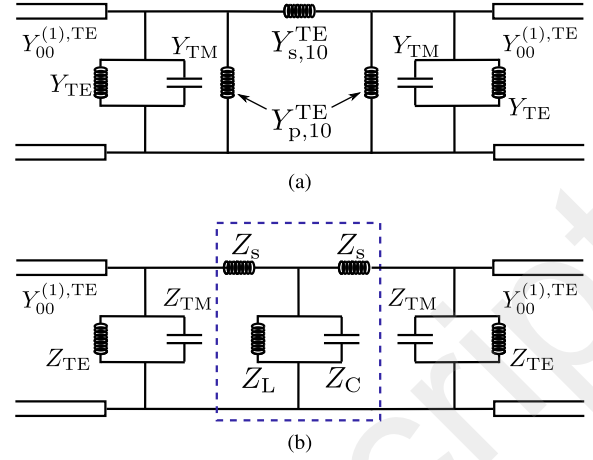 Y_{s,10}^{TE}
Y_{00}^{(1),TE} Y_{TM} Y_{TM} Y_{00}^{(1),TE}
Y_{TE} Y_{p,10}^{TE} Y_{TE}
(a)
Z_s Z_s
Y_{00}^{(1),TE} Z_{TM} Z_{TM} Y_{00}^{(1),TE}
Z_{TE} Z_L Z_C Z_{TE}
(b)
script